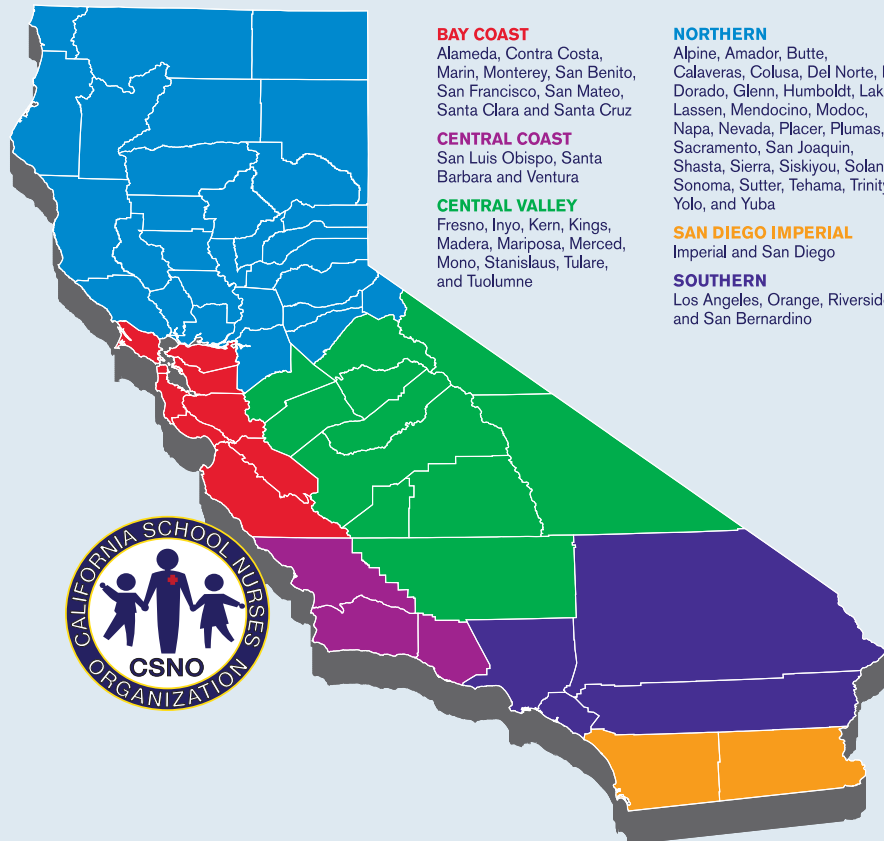 BAY COAST
Alameda, Contra Costa,
Marin, Monterey, San Benito,
San Francisco, San Mateo,
Santa Clara and Santa Cruz
CENTRAL COAST
San Luis Obispo, Santa
Barbara and Ventura
CENTRAL VALLEY
Fresno, Inyo, Kern, Kings,
Madera, Mariposa, Merced,
Mono, Stanislaus, Tulare,
and Tuolumne
NORTHERN
Alpine, Amador, Butte,
Calaveras, Colusa, Del Norte,
Dorado, Glenn, Humboldt,
Lassen, Mendocino, Modoc,
Napa, Nevada, Placer, Plumas,
Sacramento, San Joaquin,
Shasta, Sierra, Siskiyou,
Sonoma, Sutter, Tehama, Trinity
Yolo, and Yuba
SAN DIEGO IMPERIAL
Imperial and San Diego
SOUTHERN
Los Angeles, Orange, Riverside
and San Bernardino
CALIFORNIA SCHOOL NURSES
ORGANIZATION
CSNO